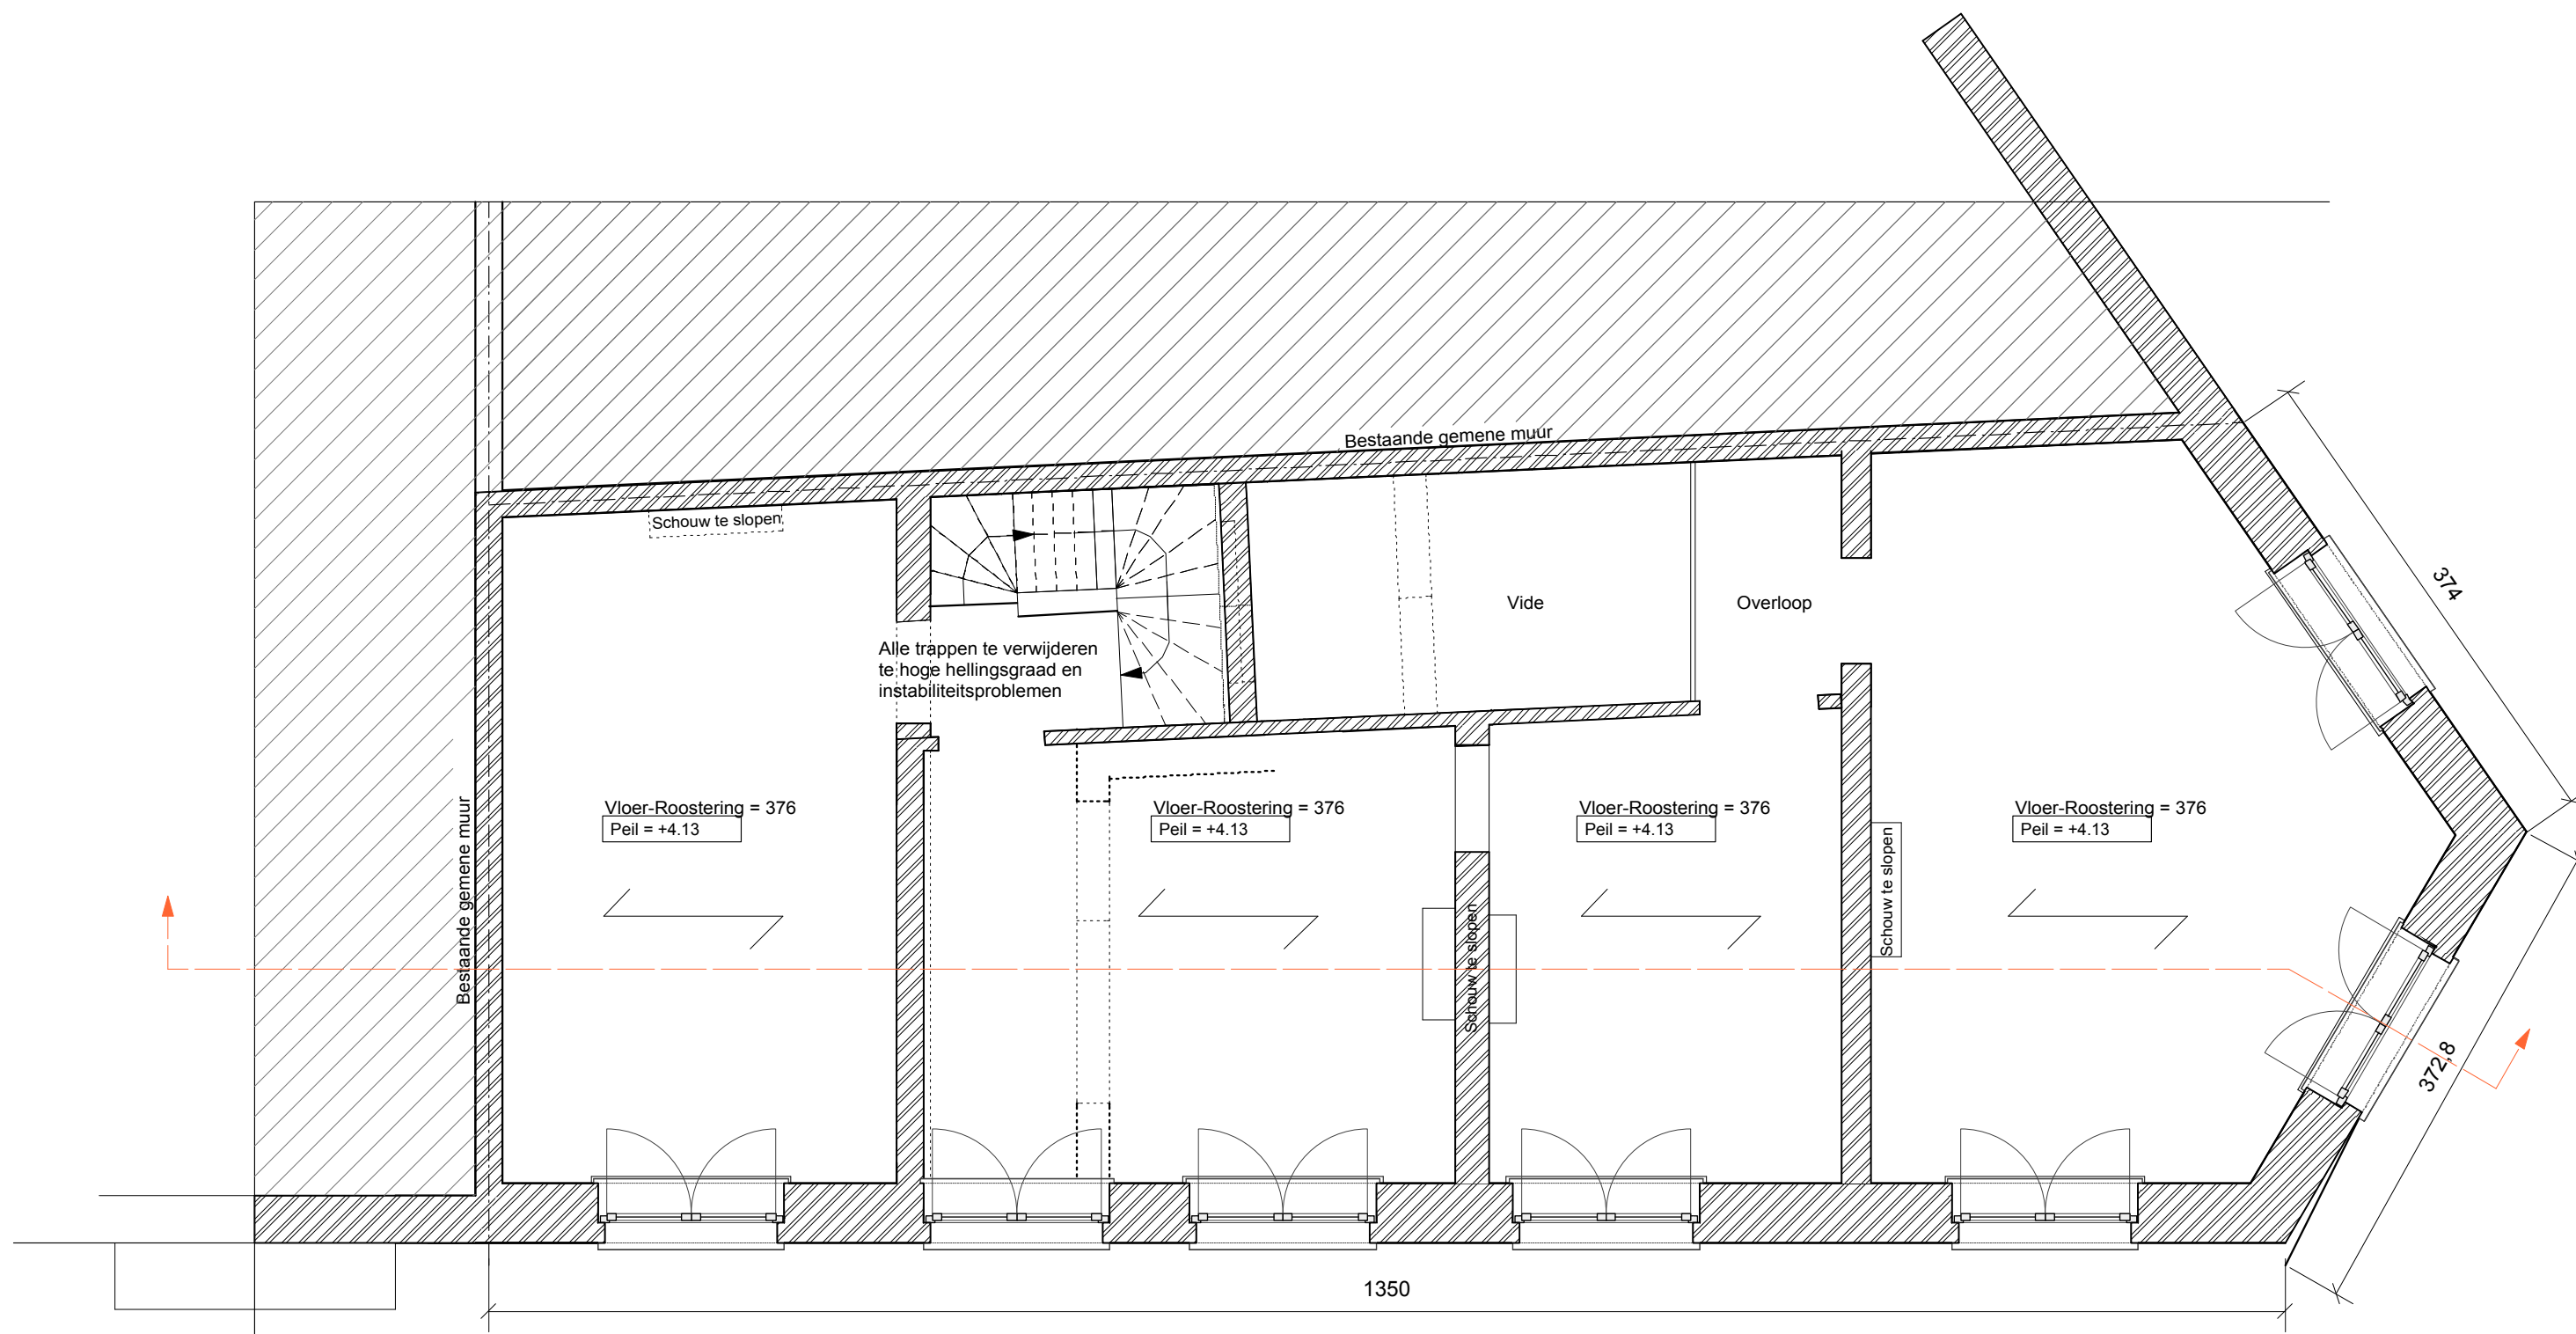 Bestaande gemene muur
Schouw te slopen
374
Vide
Overloop
Alle trappen te verwijderen
te hoge hellingsgraad en
instabiliteitsproblemen
Vloer-Roostering = 376
Peil = +4.13
Vloer-Roostering = 376
Peil = +4.13
Vloer-Roostering = 376
Peil = +4.13
Vloer-Roostering = 376
Peil = +4.13
Bestaande gemene muur
Schouw te slopen
Schouw te slopen
372,8
1350